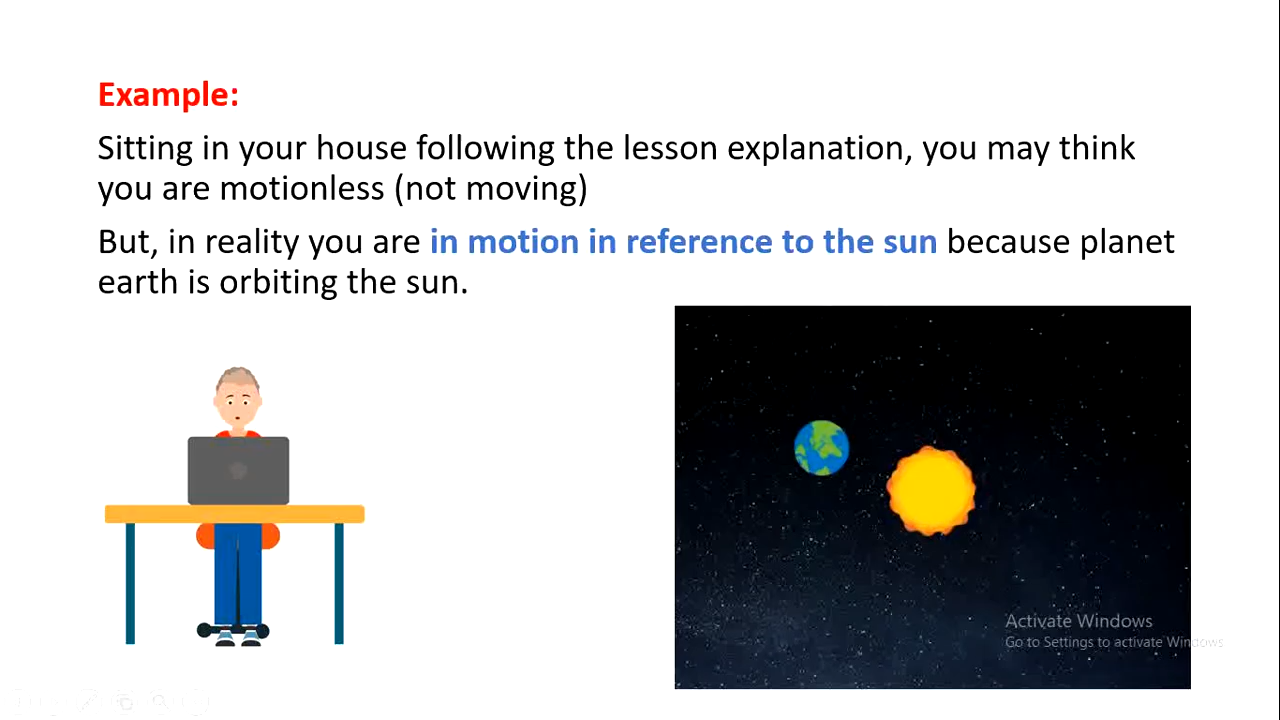 Example:
Sitting in your house following the lesson explanation, you may think
you are motionless (not moving)
But, in reality you are in motion in reference to the sun because planet
earth is orbiting the sun.
Activate Windows
Go to Settings to activate Windows